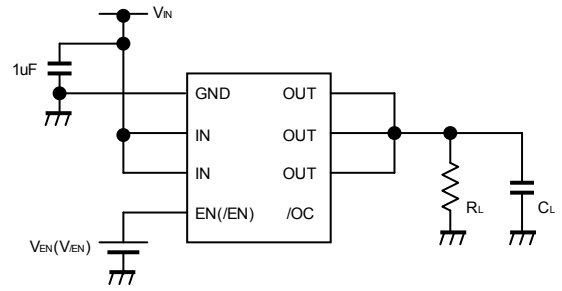 VIN
1uF
GND OUT
IN OUT
IN OUT
EN(/EN) /OC
VEN(V/EN)
RL
CL